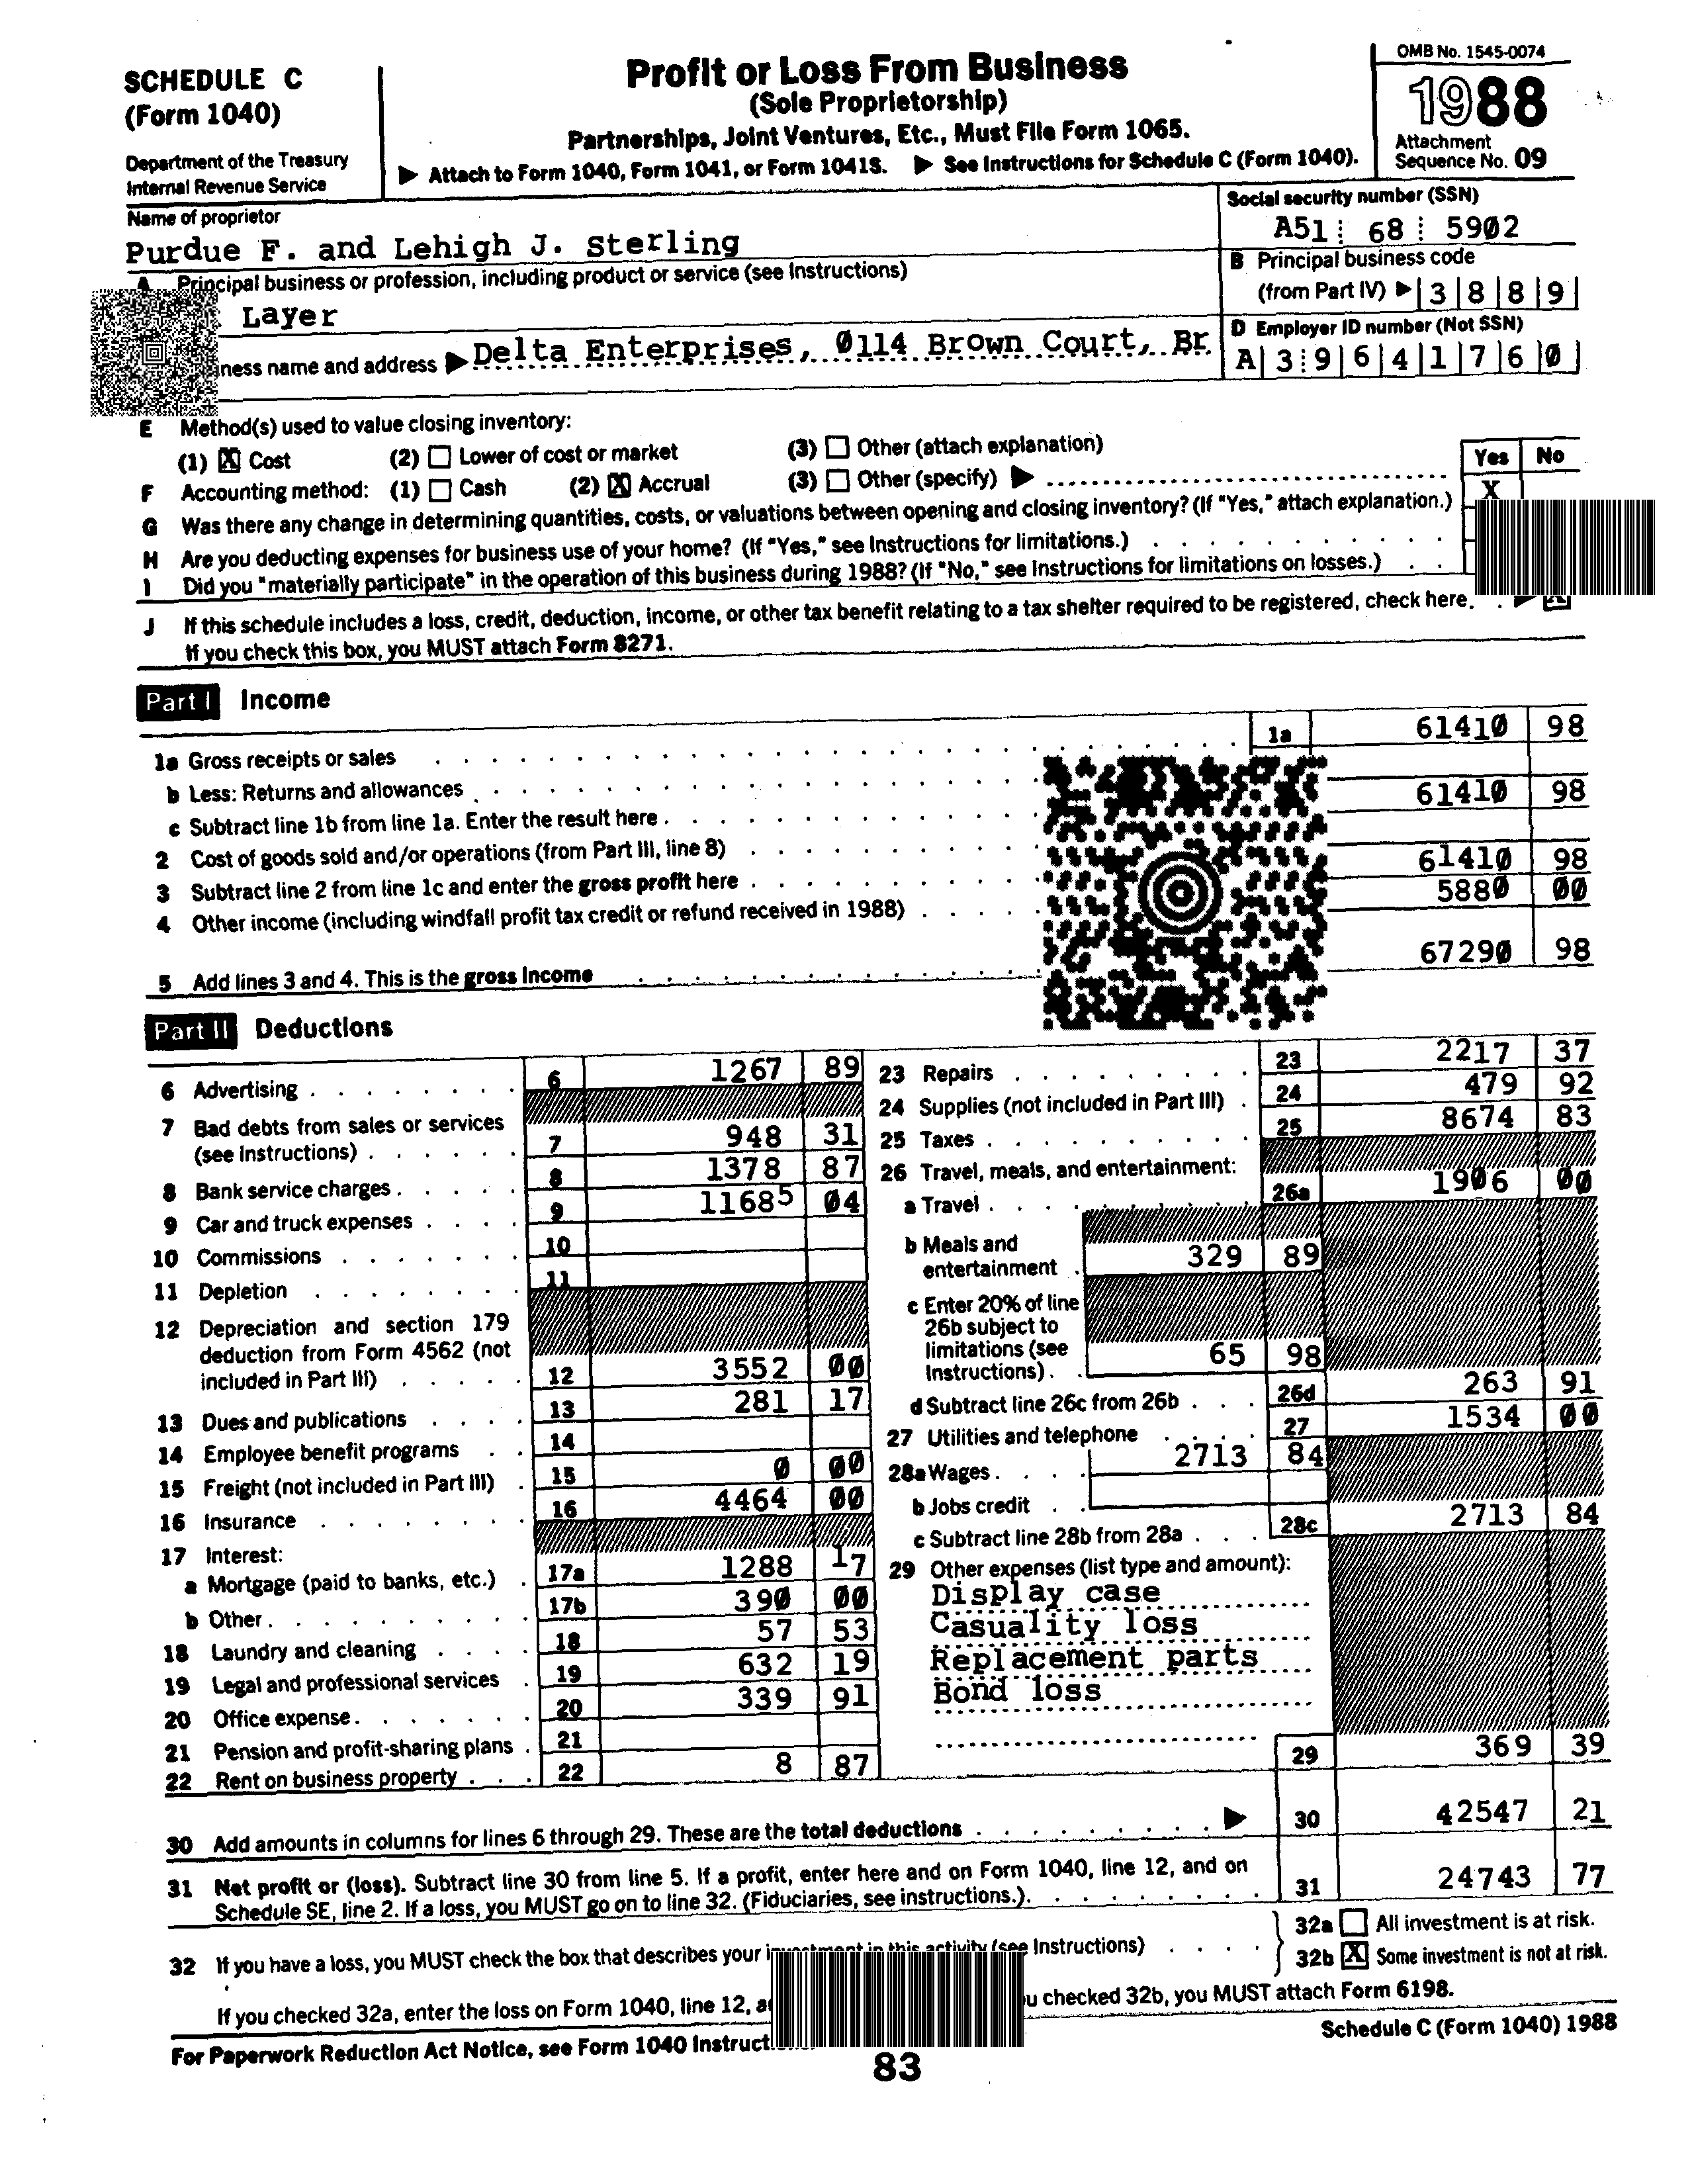 SCHEDULE C
(Form 1040)
Department of the Treasury
Internal Revenue Service
Profit or Loss From Business
(Sole Proprietorship)
Partnerships, Joint Ventures, Etc., Must File Form 1065.
▶ Attach to Form 1040, Form 1041, or Form 1041S. ▶ See Instructions for Schedule C (Form 1040).
OMB No. 1545-0074
1988
Attachment
Sequence No. 09
Name of proprietor
Purdue F. and Lehigh J. Sterling
Social security number (SSN)
A51 68 5902
A Principal business or profession, including product or service (see Instructions)
Layer
B Principal business code
(from Part IV) ▶ 3 8 8 9
ness name and address ▶ Delta Enterprises, 0114 Brown Court, Br
D Employer ID number (Not SSN)
A 3 9 6 4 1 7 6 0
E Method(s) used to value closing inventory:
(1) [X] Cost (2) [ ] Lower of cost or market (3) [ ] Other (attach explanation)
Yes No
F Accounting method: (1) [ ] Cash (2) [X] Accrual (3) [ ] Other (specify) ▶
G Was there any change in determining quantities, costs, or valuations between opening and closing inventory? (If "Yes," attach explanation.) X
H Are you deducting expenses for business use of your home? (If "Yes," see Instructions for limitations.)
I Did you "materially participate" in the operation of this business during 1988? (If "No," see Instructions for limitations on losses.)
J If this schedule includes a loss, credit, deduction, income, or other tax benefit relating to a tax shelter required to be registered, check here. ▶ [X]
If you check this box, you MUST attach Form 8271.
Part I Income
1a Gross receipts or sales 1a 61410 98
b Less: Returns and allowances
c Subtract line 1b from line 1a. Enter the result here 61410 98
2 Cost of goods sold and/or operations (from Part III, line 8)
3 Subtract line 2 from line 1c and enter the gross profit here 61410 98
4 Other income (including windfall profit tax credit or refund received in 1988) 5880 00
5 Add lines 3 and 4. This is the gross income 67290 98
Part II Deductions
6 Advertising 6 1267 89
7 Bad debts from sales or services
(see Instructions) 7 948 31
8 Bank service charges 8 1378 87
9 Car and truck expenses 9 11685 04
10 Commissions 10
11 Depletion 11
12 Depreciation and section 179
deduction from Form 4562 (not
included in Part III) 12 3552 00
13 Dues and publications 13 281 17
14 Employee benefit programs 14
15 Freight (not included in Part III) 15 0 00
16 Insurance 16 4464 00
17 Interest:
a Mortgage (paid to banks, etc.) 17a 1288 17
b Other 17b 390 00
18 Laundry and cleaning 18 57 53
19 Legal and professional services 19 632 19
20 Office expense 20 339 91
21 Pension and profit-sharing plans 21
22 Rent on business property 22 8 87
23 Repairs 23 2217 37
24 Supplies (not included in Part III) 24 479 92
25 Taxes 25 8674 83
26 Travel, meals, and entertainment:
a Travel 26a 1906 00
b Meals and
entertainment 329 89
c Enter 20% of line
26b subject to
limitations (see
Instructions) 65 98
d Subtract line 26c from 26b 26d 263 91
27 Utilities and telephone 27 1534 00
28a Wages 2713 84
b Jobs credit
c Subtract line 28b from 28a 28c 2713 84
29 Other expenses (list type and amount):
Display case
Casuality loss
Replacement parts
Bond loss
29 369 39
30 Add amounts in columns for lines 6 through 29. These are the total deductions ▶ 30 42547 21
31 Net profit or (loss). Subtract line 30 from line 5. If a profit, enter here and on Form 1040, line 12, and on
Schedule SE, line 2. If a loss, you MUST go on to line 32. (Fiduciaries, see instructions.) 31 24743 77
32 If you have a loss, you MUST check the box that describes your investment in this activity (see Instructions)
32a [ ] All investment is at risk.
32b [X] Some investment is not at risk.
If you checked 32a, enter the loss on Form 1040, line 12, a u checked 32b, you MUST attach Form 6198.
For Paperwork Reduction Act Notice, see Form 1040 Instruct
Schedule C (Form 1040) 1988
83